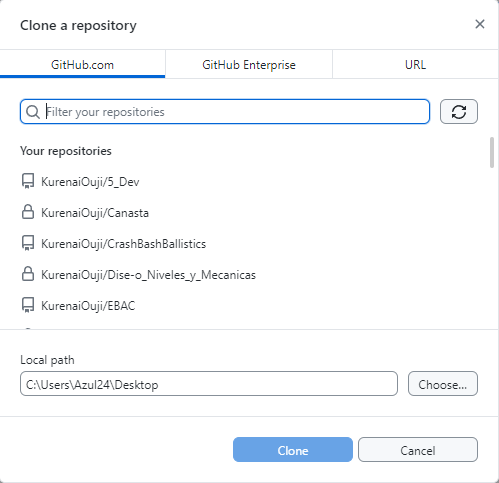 Clone a repository
GitHub.com
GitHub Enterprise
URL
Filter your repositories
Your repositories
KurenaiOuji/5_Dev
KurenaiOuji/Canasta
KurenaiOuji/CrashBashBallistics
KurenaiOuji/Dise-o_Niveles_y_Mecanicas
KurenaiOuji/EBAC
Local path
C:\Users\Azul24\Desktop
Choose...
Clone
Cancel